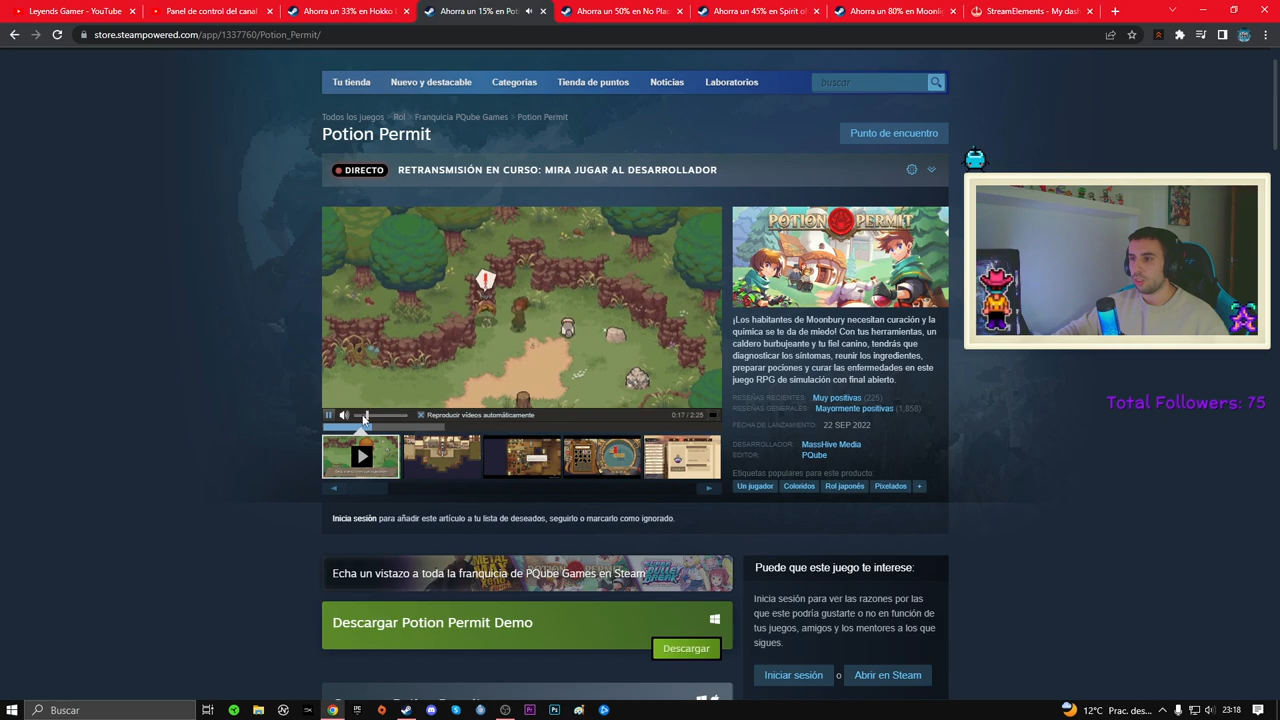 Leyends Gamer - YouTube
Panel de control del canal
Ahorra un 33% en Hokko L
Ahorra un 15% en Poti
Ahorra un 50% en No Place
Ahorra un 45% en Spirit of
Ahorra un 80% en Moonlig
StreamElements - My dash
store.steampowered.com/app/1337760/Potion_Permit/
Tu tienda
Nuevo y destacable
Categorías
Tienda de puntos
Noticias
Laboratorios
buscar
Todos los juegos > Rol > Franquicia PQube Games > Potion Permit
Potion Permit
Punto de encuentro
DIRECTO
RETRANSMISIÓN EN CURSO: MIRA JUGAR AL DESARROLLADOR
POTION PERMIT
¡Los habitantes de Moonbury necesitan curación y la
química se te da de miedo! Con tus herramientas, un
caldero burbujeante y tu fiel canino, tendrás que
diagnosticar los síntomas, reunir los ingredientes,
preparar pociones y curar las enfermedades en este
juego RPG de simulación con final abierto.
RESEÑAS RECIENTES: Muy positivas (225)
RESEÑAS GENERALES: Mayormente positivas (1,858)
FECHA DE LANZAMIENTO: 22 SEP 2022
DESARROLLADOR: MassHive Media
EDITOR: PQube
Etiquetas populares para este producto:
Un jugador
Coloridos
Rol japonés
Pixelados
+
Reproducir vídeos automáticamente
0:17 / 2:25
Total Followers: 75
Inicia sesión para añadir este artículo a tu lista de deseados, seguirlo o marcarlo como ignorado.
Echa un vistazo a toda la franquicia de PQube Games en Steam
Puede que este juego te interese:
Inicia sesión para ver las razones por las
que este podría gustarte o no en función de
tus juegos, amigos y los mentores a los que
sigues.
Iniciar sesión
o
Abrir en Steam
Descargar Potion Permit Demo
Descargar
Buscar
12°C
Prac. des...
23:18